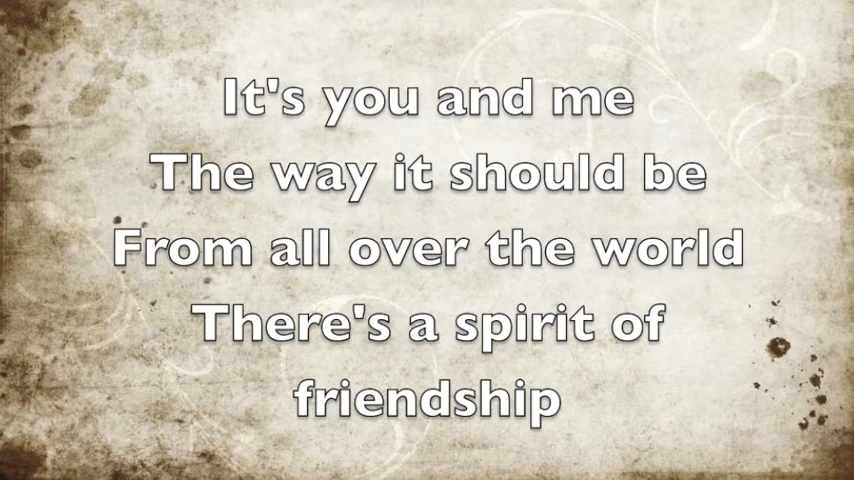 It's you and me
The way it should be
From all over the world
There's a spirit of
friendship